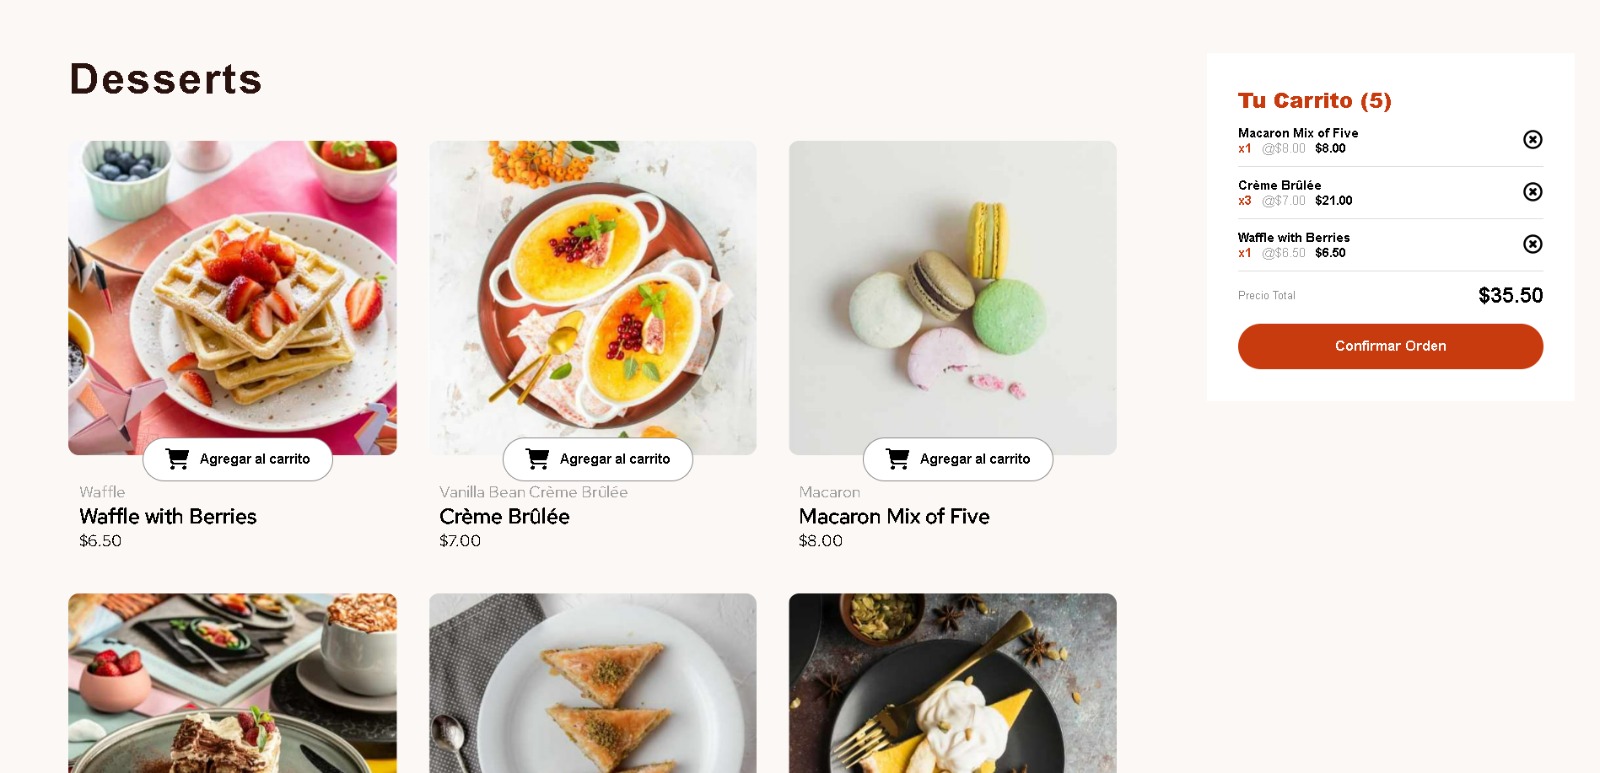 Desserts
Agregar al carrito
Waffle
Waffle with Berries
$6.50
Agregar al carrito
Vanilla Bean Crème Brûlée
Crème Brûlée
$7.00
Agregar al carrito
Macaron
Macaron Mix of Five
$8.00
Tu Carrito (5)
Macaron Mix of Five
x1 @$8.00 $8.00
Crème Brûlée
x3 @$7.00 $21.00
Waffle with Berries
x1 @$6.50 $6.50
Precio Total $35.50
Confirmar Orden